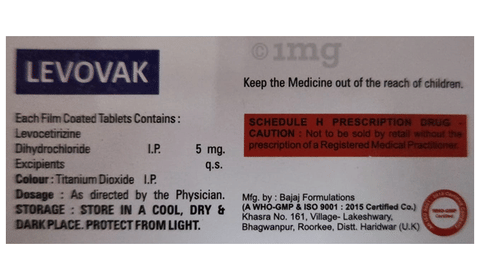 ©1mg
LEVOVAK
Keep the Medicine out of the reach of children.
Each Film Coated Tablets Contains :
Levocetirizine
Dihydrochloride I.P. 5 mg.
Excipients q.s.
Colour : Titanium Dioxide I.P.
Dosage : As directed by the Physician.
STORAGE : STORE IN A COOL, DRY &
DARK PLACE. PROTECT FROM LIGHT.
SCHEDULE H PRESCRIPTION DRUG -
CAUTION : Not to be sold by retail without the
prescription of a Registered Medical Practitioner.
Mfg. by : Bajaj Formulations
(A WHO-GMP & ISO 9001 : 2015 Certified Co.)
Khasra No. 161, Village- Lakeshwary,
Bhagwanpur, Roorkee, Distt. Haridwar (U.K)
WHO-GMP
Certified